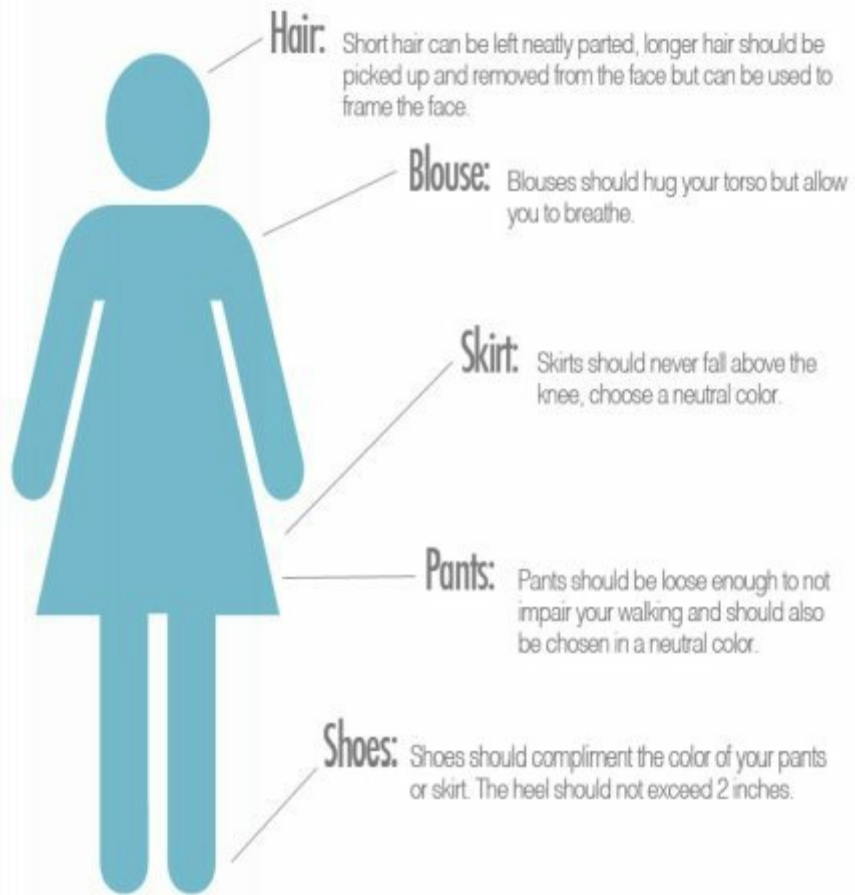 Hair: Short hair can be left neatly parted, longer hair should be
picked up and removed from the face but can be used to
frame the face.
Blouse: Blouses should hug your torso but allow
you to breathe.
Skirt: Skirts should never fall above the
knee, choose a neutral color.
Pants: Pants should be loose enough to not
impair your walking and should also
be chosen in a neutral color.
Shoes: Shoes should compliment the color of your pants
or skirt. The heel should not exceed 2 inches.